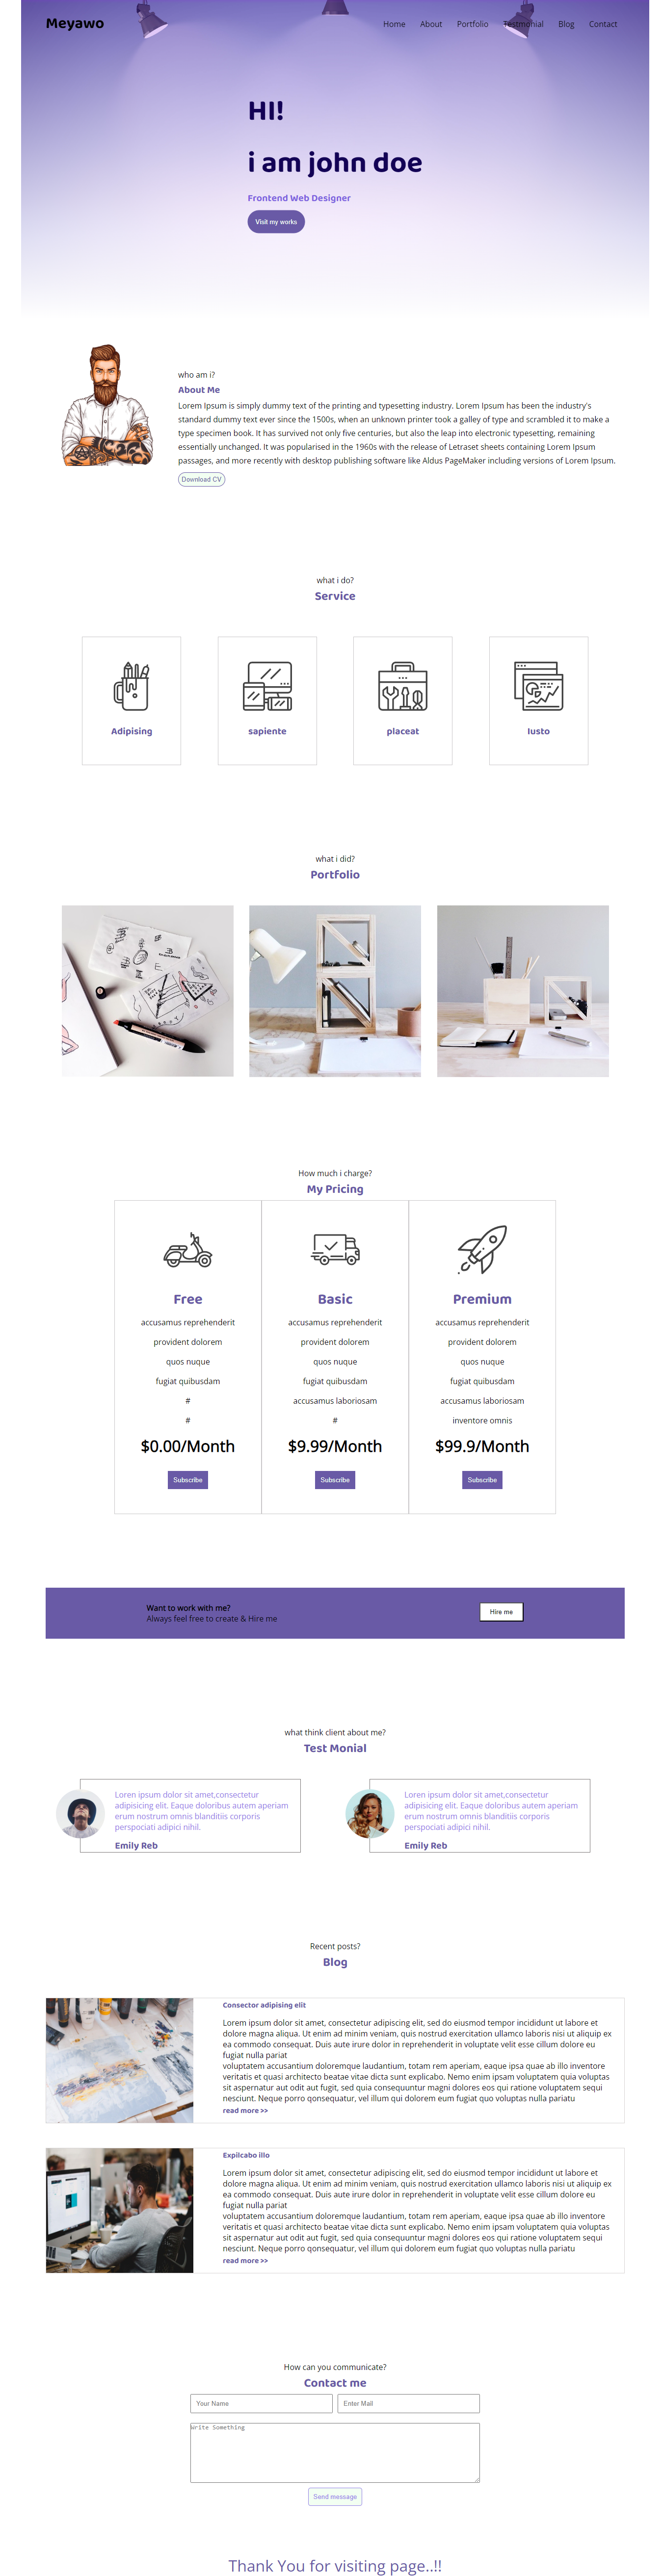 Meyawo
Home About Portfolio Testmonial Blog Contact
HI!
i am john doe
Frontend Web Designer
Visit my works
who am i?
About Me
Lorem Ipsum is simply dummy text of the printing and typesetting industry. Lorem Ipsum has been the industry's
standard dummy text ever since the 1500s, when an unknown printer took a galley of type and scrambled it to make a
type specimen book. It has survived not only five centuries, but also the leap into electronic typesetting, remaining
essentially unchanged. It was popularised in the 1960s with the release of Letraset sheets containing Lorem Ipsum
passages, and more recently with desktop publishing software like Aldus PageMaker including versions of Lorem Ipsum.
Download CV
what i do?
Service
Adipising
sapiente
placeat
Iusto
what i did?
Portfolio
How much i charge?
My Pricing
Free
accusamus reprehenderit
provident dolorem
quos nuque
fugiat quibusdam
#
#
$0.00/Month
Subscribe
Basic
accusamus reprehenderit
provident dolorem
quos nuque
fugiat quibusdam
accusamus laboriosam
#
$9.99/Month
Subscribe
Premium
accusamus reprehenderit
provident dolorem
quos nuque
fugiat quibusdam
accusamus laboriosam
inventore omnis
$99.9/Month
Subscribe
Want to work with me?
Always feel free to create & Hire me
Hire me
what think client about me?
Test Monial
Loren ipsum dolor sit amet,consectetur
adipisicing elit. Eaque doloribus autem aperiam
erum nostrum omnis blanditiis corporis
perspociati adipici nihil.
Emily Reb
Loren ipsum dolor sit amet,consectetur
adipisicing elit. Eaque doloribus autem aperiam
erum nostrum omnis blanditiis corporis
perspociati adipici nihil.
Emily Reb
Recent posts?
Blog
Consector adipising elit
Lorem ipsum dolor sit amet, consectetur adipiscing elit, sed do eiusmod tempor incididunt ut labore et
dolore magna aliqua. Ut enim ad minim veniam, quis nostrud exercitation ullamco laboris nisi ut aliquip ex
ea commodo consequat. Duis aute irure dolor in reprehenderit in voluptate velit esse cillum dolore eu
fugiat nulla pariat
voluptatem accusantium doloremque laudantium, totam rem aperiam, eaque ipsa quae ab illo inventore
veritatis et quasi architecto beatae vitae dicta sunt explicabo. Nemo enim ipsam voluptatem quia voluptas
sit aspernatur aut odit aut fugit, sed quia consequuntur magni dolores eos qui ratione voluptatem sequi
nesciunt. Neque porro qonsequatur, vel illum qui dolorem eum fugiat quo voluptas nulla pariatu
read more >>
Expilcabo illo
Lorem ipsum dolor sit amet, consectetur adipiscing elit, sed do eiusmod tempor incididunt ut labore et
dolore magna aliqua. Ut enim ad minim veniam, quis nostrud exercitation ullamco laboris nisi ut aliquip ex
ea commodo consequat. Duis aute irure dolor in reprehenderit in voluptate velit esse cillum dolore eu
fugiat nulla pariat
voluptatem accusantium doloremque laudantium, totam rem aperiam, eaque ipsa quae ab illo inventore
veritatis et quasi architecto beatae vitae dicta sunt explicabo. Nemo enim ipsam voluptatem quia voluptas
sit aspernatur aut odit aut fugit, sed quia consequuntur magni dolores eos qui ratione voluptatem sequi
nesciunt. Neque porro qonsequatur, vel illum qui dolorem eum fugiat quo voluptas nulla pariatu
read more >>
How can you communicate?
Contact me
Your Name
Enter Mail
Write Something
Send message
Thank You for visiting page..!!